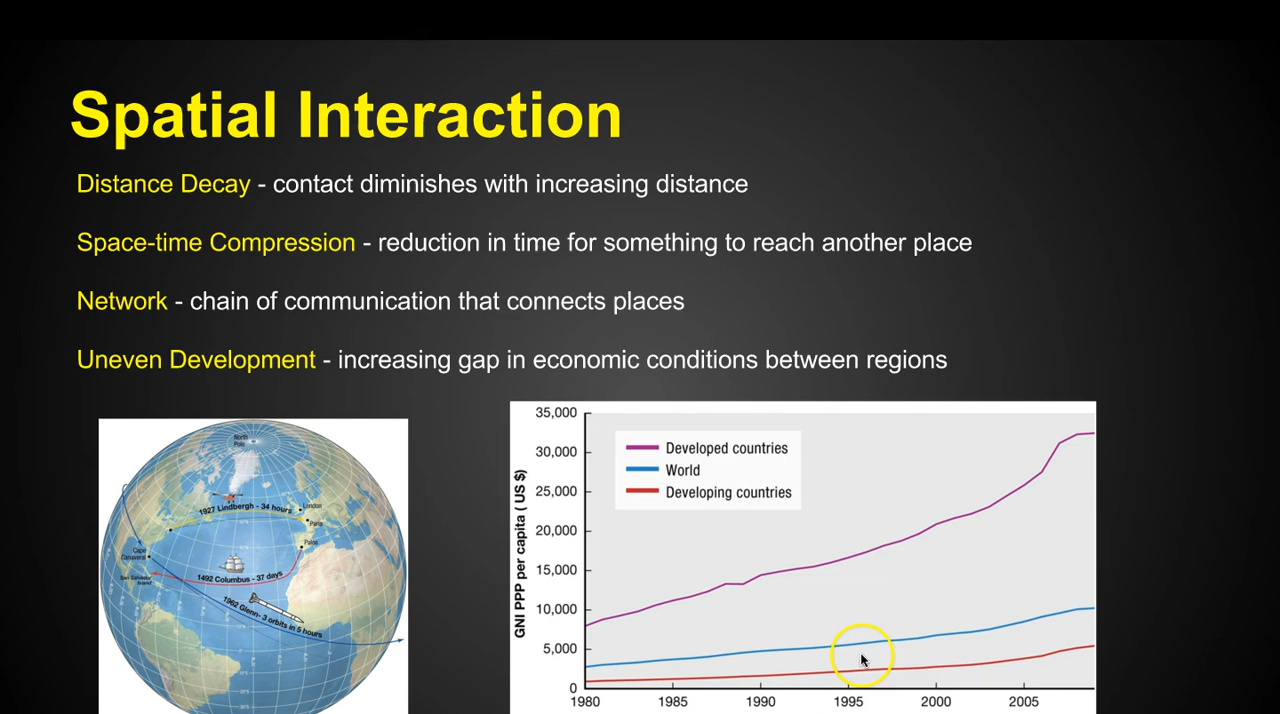 Spatial Interaction
Distance Decay - contact diminishes with increasing distance
Space-time Compression - reduction in time for something to reach another place
Network - chain of communication that connects places
Uneven Development - increasing gap in economic conditions between regions
North
Pole
1927 Lindbergh - 34 hours
London
Paris
Palos
Cape
Canaveral
San Salvador
Island
1492 Columbus - 37 days
1962 Glenn- 3 orbits in 5 hours
GNI PPP per capita ( US $)
35,000
30,000
25,000
20,000
15,000
10,000
5,000
0
Developed countries
World
Developing countries
1980 1985 1990 1995 2000 2005